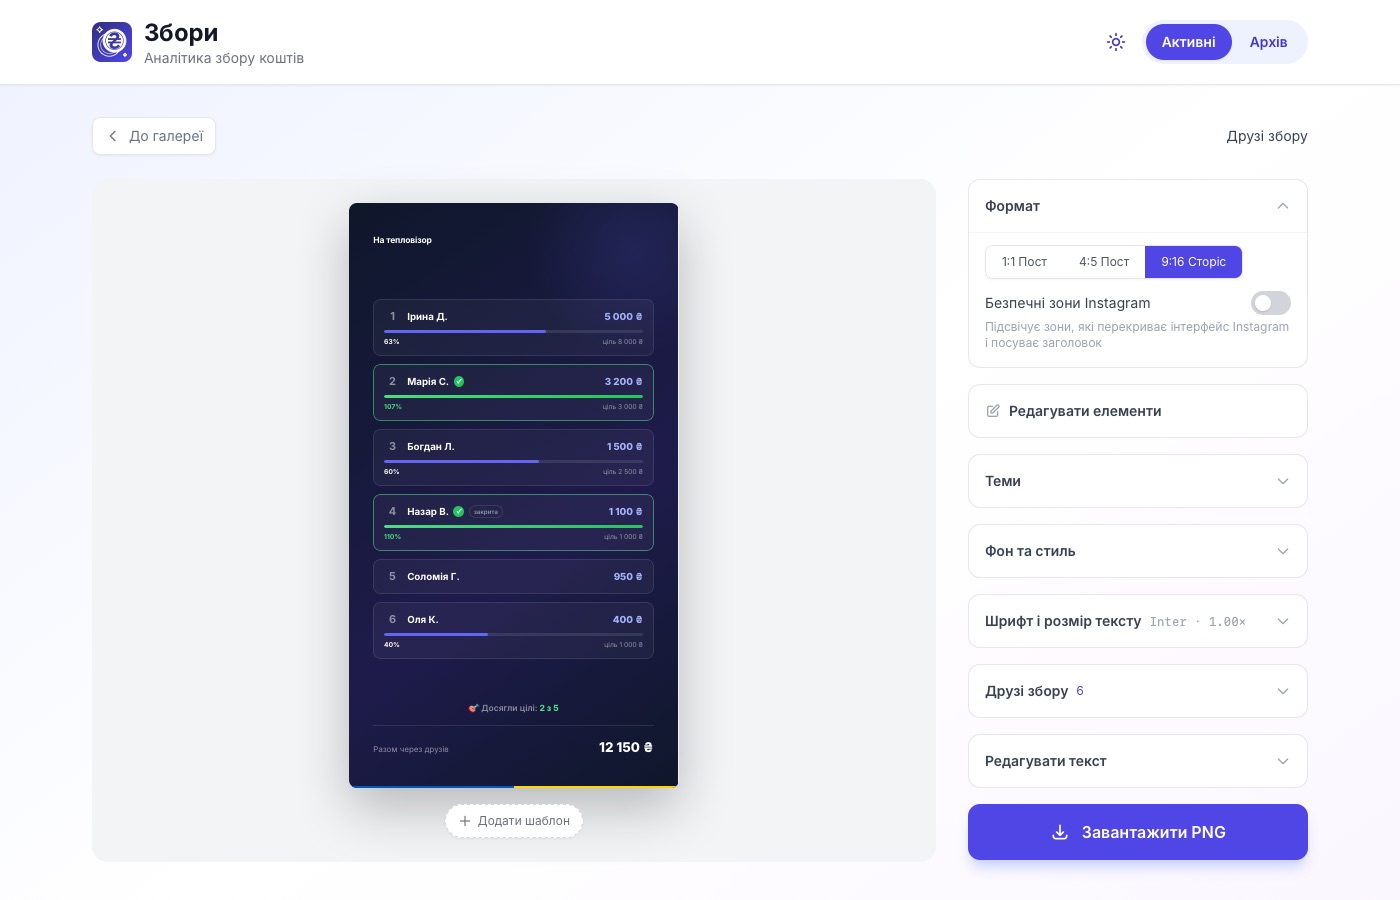 Збори
Аналітика збору коштів
Активні
Архів
До галереї
Друзі збору
На тепловізор
1 Ірина Д. 5 000 ₴
63% ціль 8 000 ₴
2 Марія С. 3 200 ₴
107% ціль 3 000 ₴
3 Богдан Л. 1 500 ₴
60% ціль 2 500 ₴
4 Назар В. закрита 1 100 ₴
110% ціль 1 000 ₴
5 Соломія Г. 950 ₴
6 Оля К. 400 ₴
40% ціль 1 000 ₴
Досягли цілі: 2 з 5
Разом через друзів 12 150 ₴
Додати шаблон
Формат
1:1 Пост 4:5 Пост 9:16 Сторіс
Безпечні зони Instagram
Підсвічує зони, які перекриває інтерфейс Instagram
і посуває заголовок
Редагувати елементи
Теми
Фон та стиль
Шрифт і розмір тексту Inter · 1.00×
Друзі збору 6
Редагувати текст
Завантажити PNG